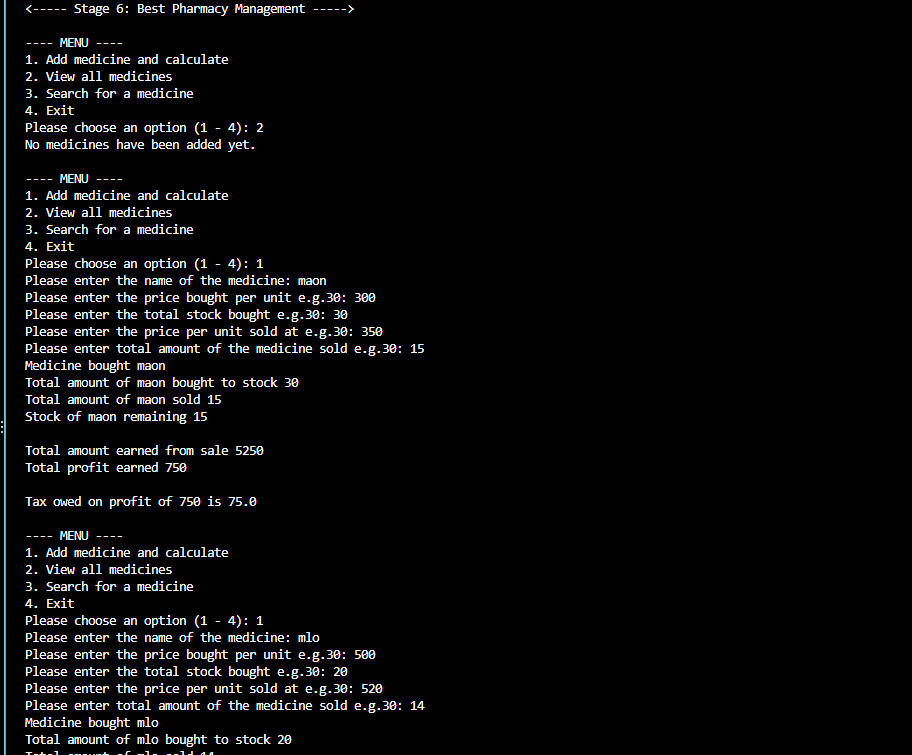 <----- Stage 6: Best Pharmacy Management ----->
---- MENU ----
1. Add medicine and calculate
2. View all medicines
3. Search for a medicine
4. Exit
Please choose an option (1 - 4): 2
No medicines have been added yet.
---- MENU ----
1. Add medicine and calculate
2. View all medicines
3. Search for a medicine
4. Exit
Please choose an option (1 - 4): 1
Please enter the name of the medicine: maon
Please enter the price bought per unit e.g.30: 300
Please enter the total stock bought e.g.30: 30
Please enter the price per unit sold at e.g.30: 350
Please enter total amount of the medicine sold e.g.30: 15
Medicine bought maon
Total amount of maon bought to stock 30
Total amount of maon sold 15
Stock of maon remaining 15
Total amount earned from sale 5250
Total profit earned 750
Tax owed on profit of 750 is 75.0
---- MENU ----
1. Add medicine and calculate
2. View all medicines
3. Search for a medicine
4. Exit
Please choose an option (1 - 4): 1
Please enter the name of the medicine: mlo
Please enter the price bought per unit e.g.30: 500
Please enter the total stock bought e.g.30: 20
Please enter the price per unit sold at e.g.30: 520
Please enter total amount of the medicine sold e.g.30: 14
Medicine bought mlo
Total amount of mlo bought to stock 20
Total amount of mlo sold 14